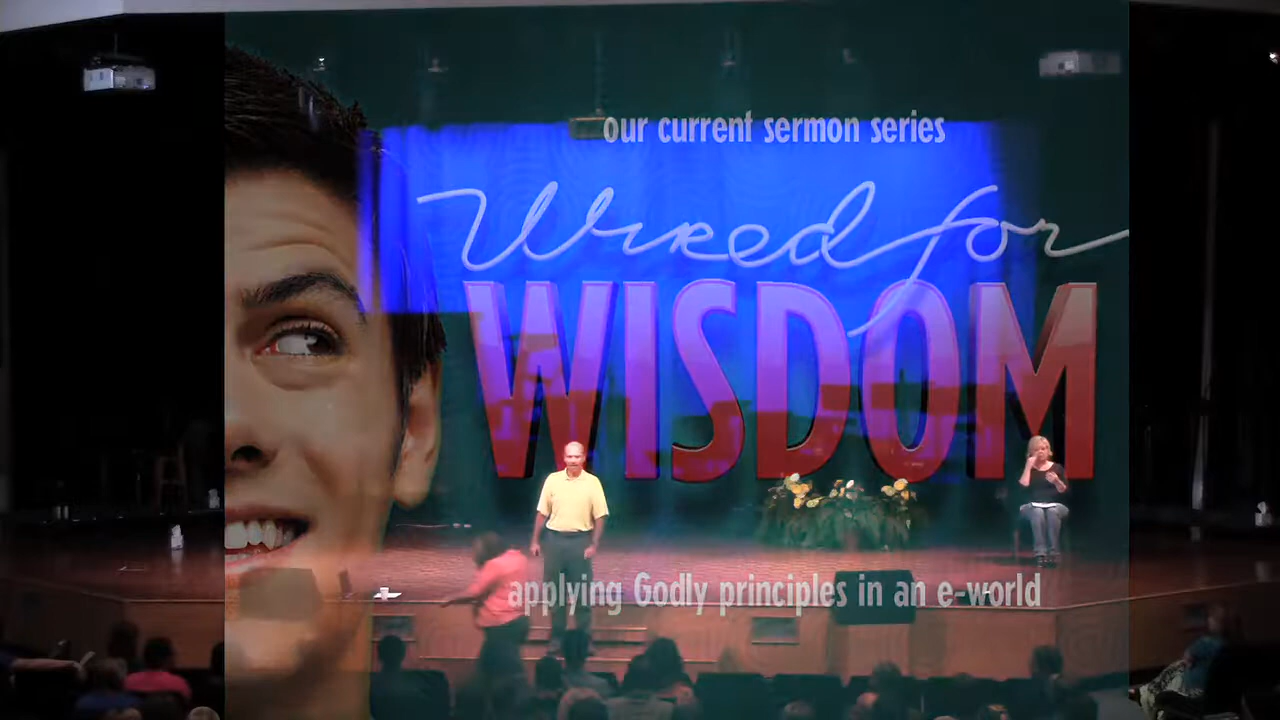 our current sermon series
Wired for
WISDOM
applying Godly principles in an e-world